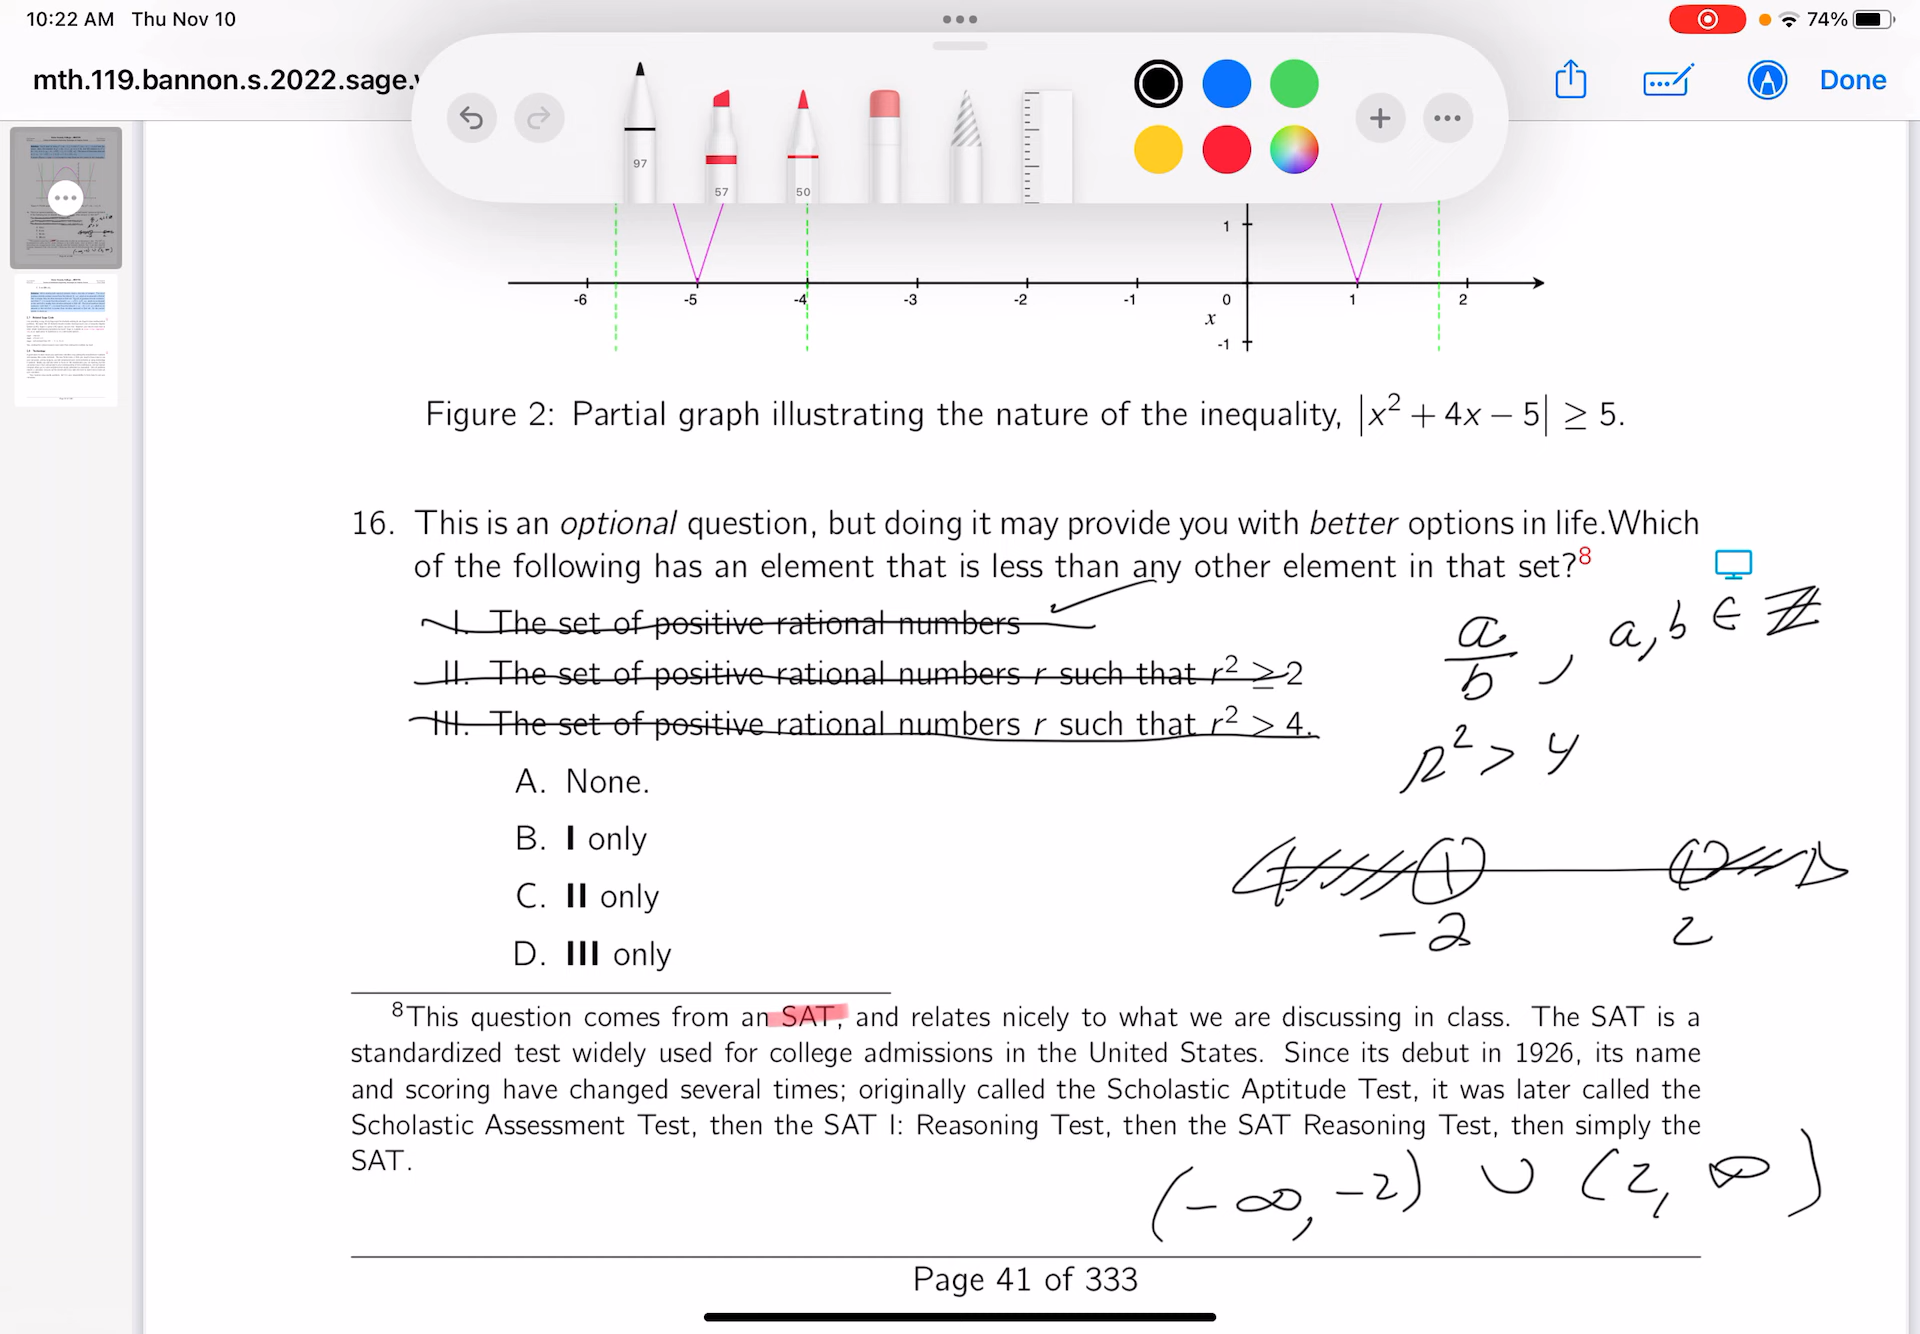 10:22 AM Thu Nov 10
74%
mth.119.bannon.s.2022.sage.
Done
97
57
50
1
-6 -5 -4 -3 -2 -1 0 1 2
x
-1
Figure 2: Partial graph illustrating the nature of the inequality, |x² + 4x − 5| ≥ 5.
16. This is an optional question, but doing it may provide you with better options in life.Which
of the following has an element that is less than any other element in that set?⁸
I. The set of positive rational numbers
II. The set of positive rational numbers r such that r² ≥ 2
III. The set of positive rational numbers r such that r² > 4.
a/b , a,b ∈ ℤ
r² > 4
A. None.
B. I only
C. II only
D. III only
-2 2
⁸This question comes from an SAT, and relates nicely to what we are discussing in class. The SAT is a
standardized test widely used for college admissions in the United States. Since its debut in 1926, its name
and scoring have changed several times; originally called the Scholastic Aptitude Test, it was later called the
Scholastic Assessment Test, then the SAT I: Reasoning Test, then the SAT Reasoning Test, then simply the
SAT.
(-∞, -2) ∪ (2, ∞)
Page 41 of 333